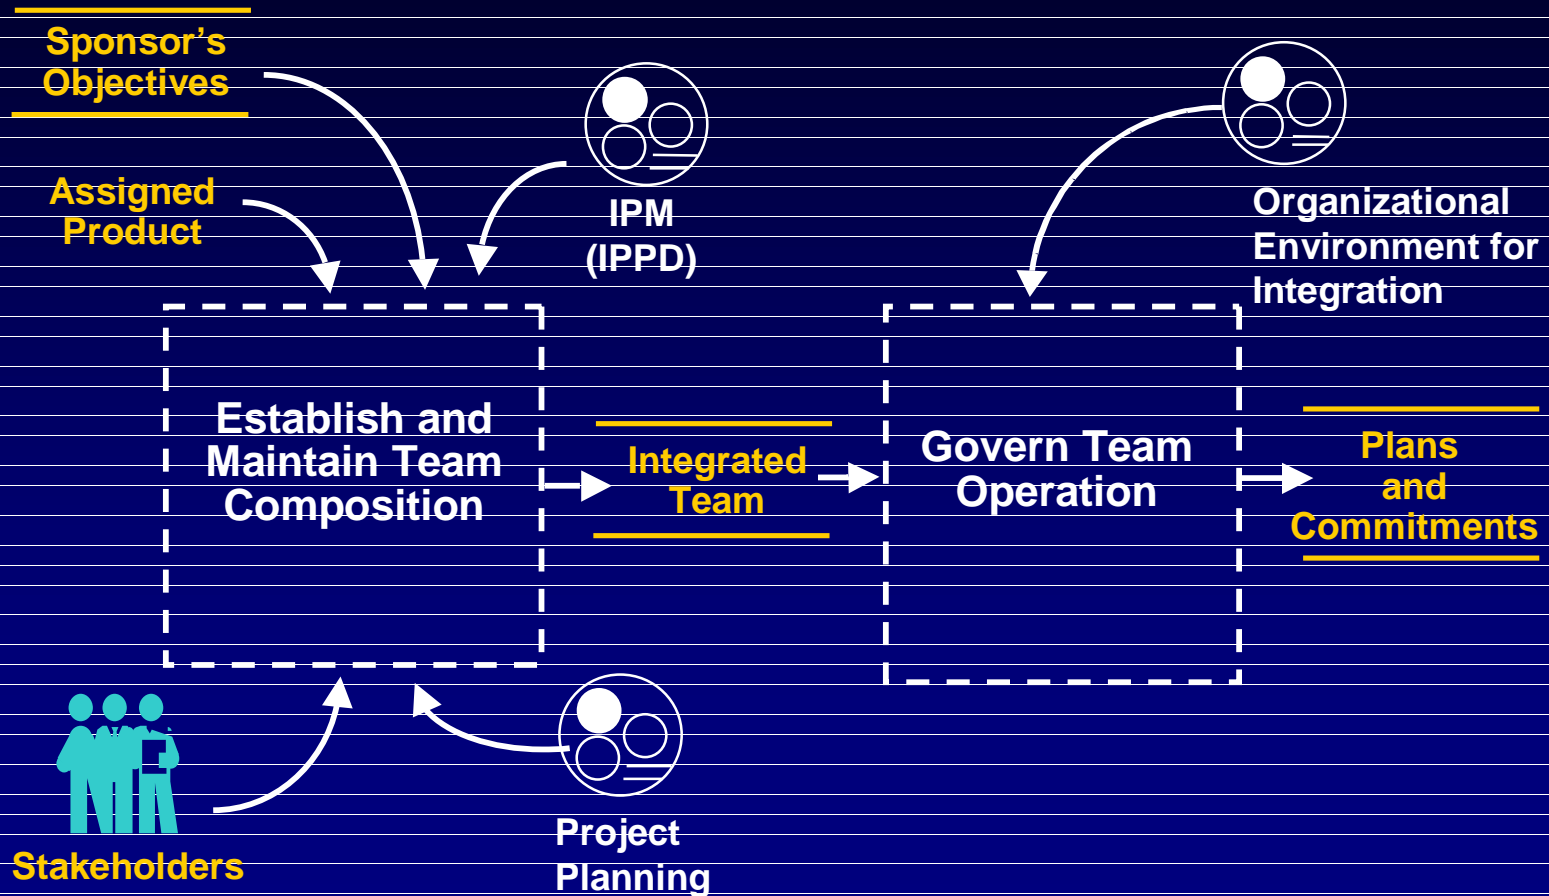 Sponsor’s
Objectives
Assigned
Product
IPM
(IPPD)
Organizational
Environment for
Integration
Establish and
Maintain Team
Composition
Integrated
Team
Govern Team
Operation
Plans
and
Commitments
Stakeholders
Project
Planning